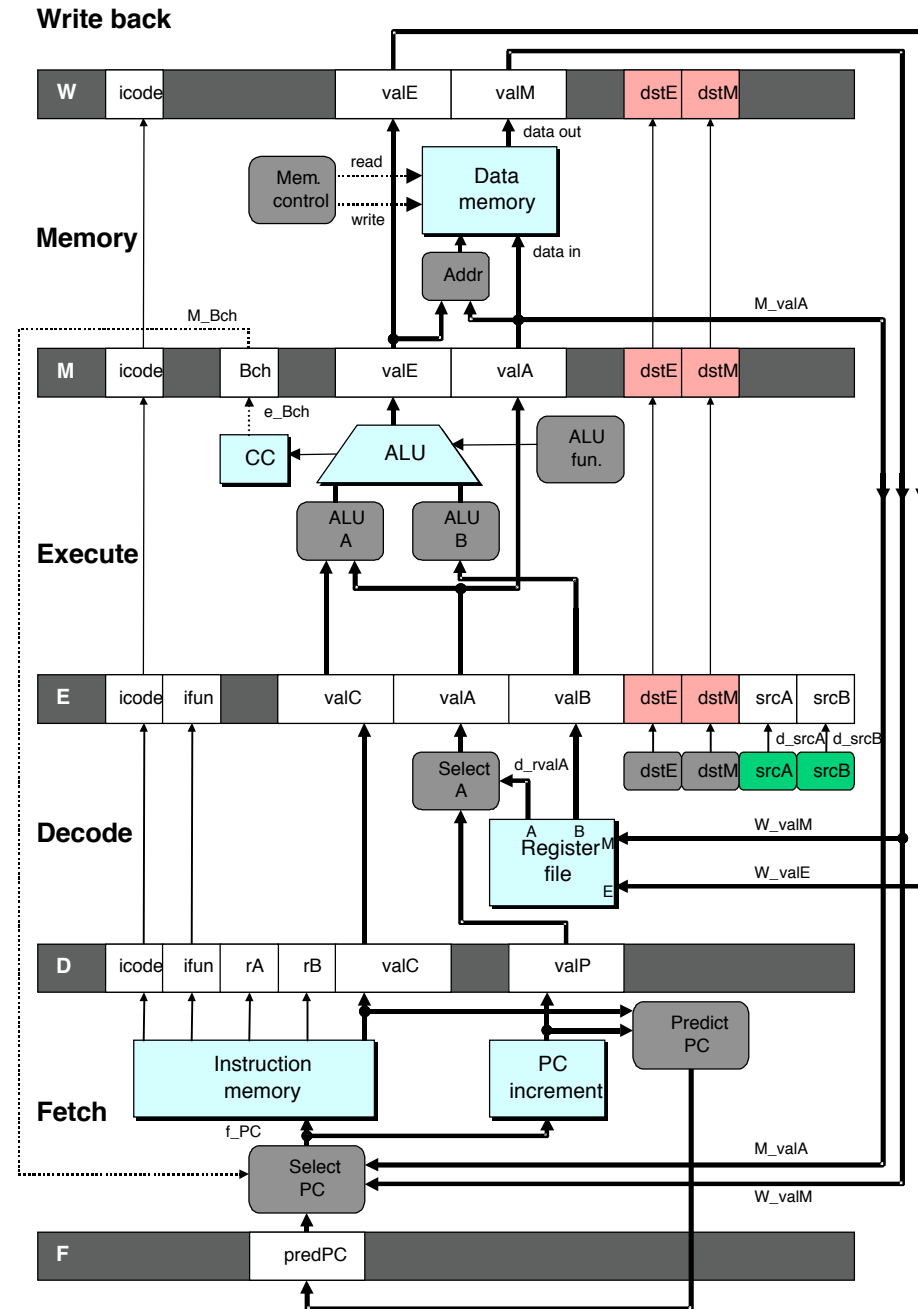 Write back
W
icode
valE
valM
dstE
dstM
data out
read
Mem.
control
Data
memory
write
Memory
data in
Addr
M_valA
M_Bch
M
icode
Bch
valE
valA
dstE
dstM
e_Bch
CC
ALU
ALU
fun.
ALU
A
ALU
B
Execute
E
icode
ifun
valC
valA
valB
dstE
dstM
srcA
srcB
d_srcA
d_srcB
Select
A
d_rvalA
dstE
dstM
srcA
srcB
Decode
A
B
Register
file
M
E
W_valM
W_valE
D
icode
ifun
rA
rB
valC
valP
Predict
PC
Instruction
memory
PC
increment
Fetch
f_PC
Select
PC
M_valA
W_valM
F
predPC